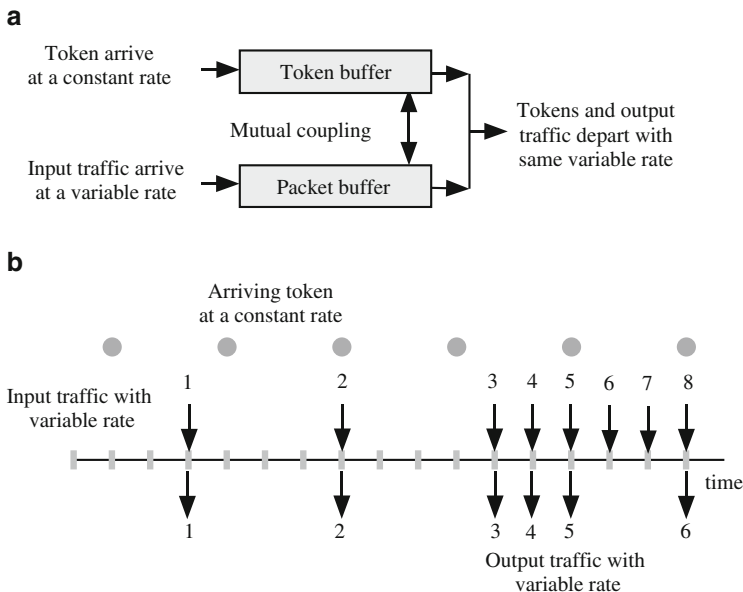 a
Token arrive
at a constant rate
Token buffer
Mutual coupling
Tokens and output
traffic depart with
same variable rate
Input traffic arrive
at a variable rate
Packet buffer
b
Arriving token
at a constant rate
Input traffic with
variable rate
1 2 3 4 5 6 7 8
time
1 2 3 4 5 6
Output traffic with
variable rate